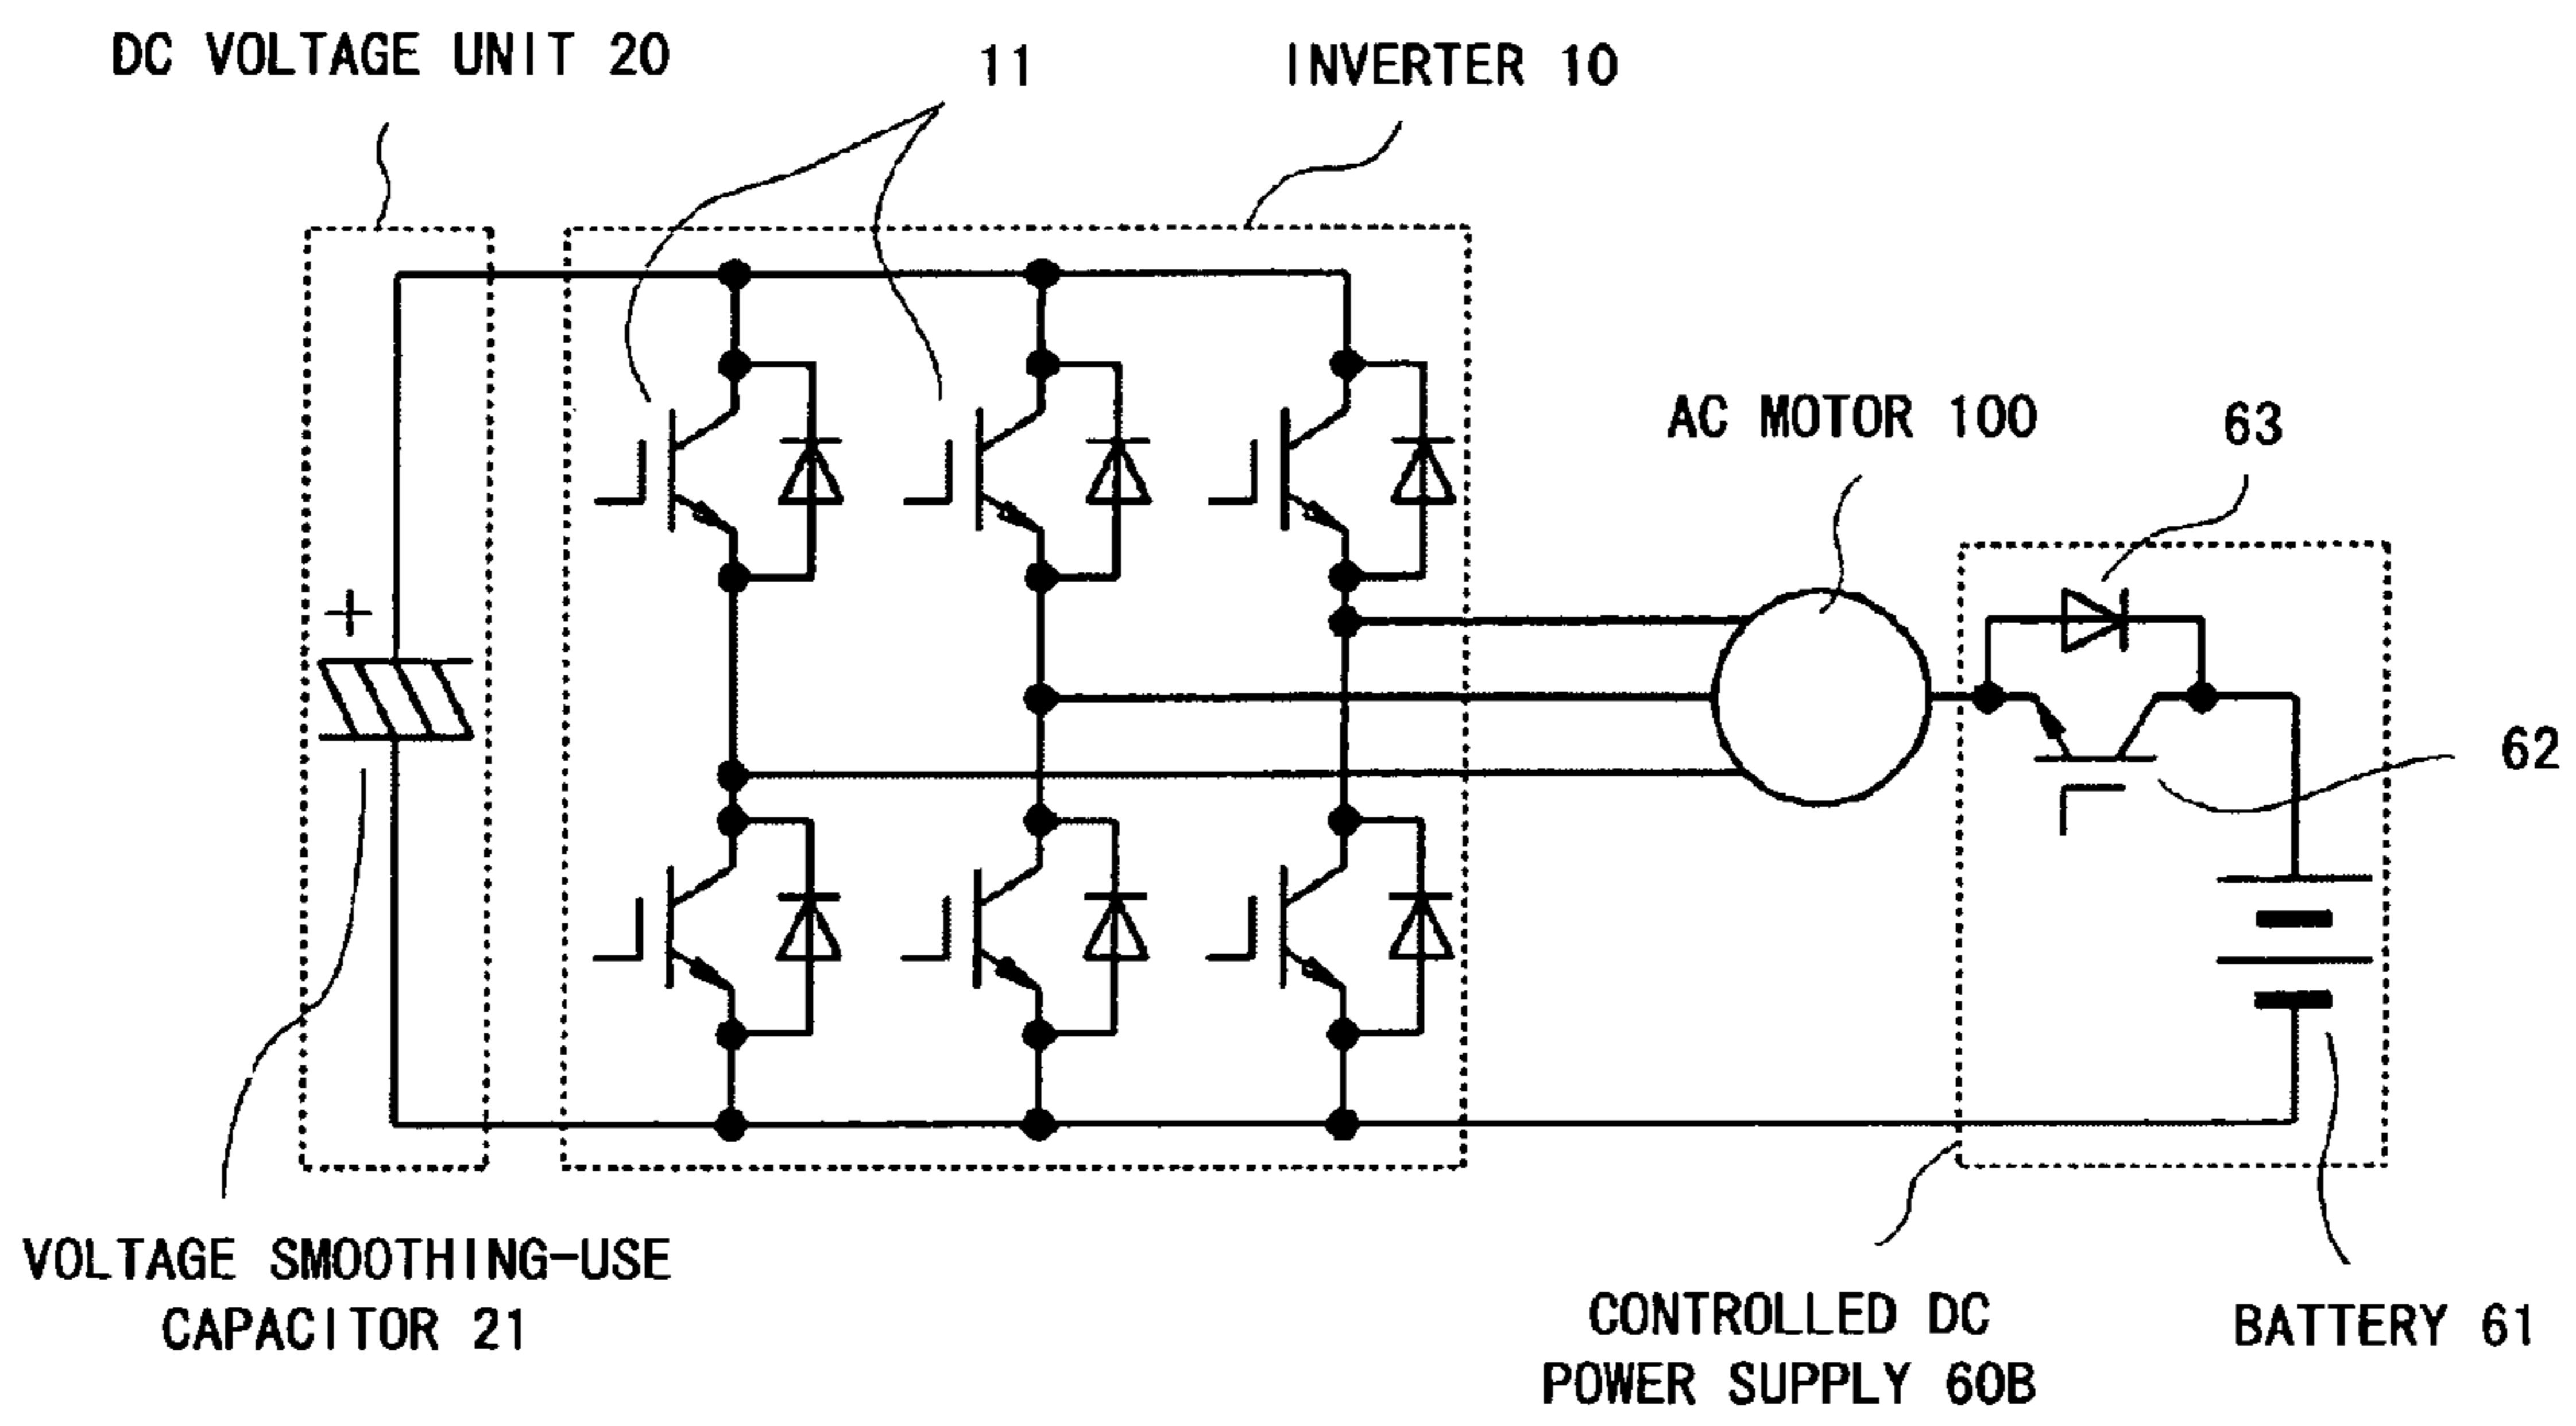 DC VOLTAGE UNIT 20
11
INVERTER 10
AC MOTOR 100
63
+
62
VOLTAGE SMOOTHING-USE
CAPACITOR 21
CONTROLLED DC
POWER SUPPLY 60B
BATTERY 61